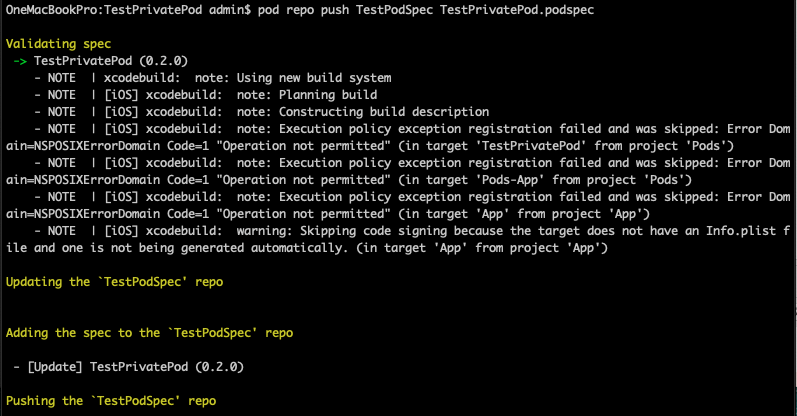 OneMacBookPro:TestPrivatePod admin$ pod repo push TestPodSpec TestPrivatePod.podspec
Validating spec
-> TestPrivatePod (0.2.0)
- NOTE | xcodebuild: note: Using new build system
- NOTE | [iOS] xcodebuild: note: Planning build
- NOTE | [iOS] xcodebuild: note: Constructing build description
- NOTE | [iOS] xcodebuild: note: Execution policy exception registration failed and was skipped: Error Dom
ain=NSPOSIXErrorDomain Code=1 "Operation not permitted" (in target 'TestPrivatePod' from project 'Pods')
- NOTE | [iOS] xcodebuild: note: Execution policy exception registration failed and was skipped: Error Dom
ain=NSPOSIXErrorDomain Code=1 "Operation not permitted" (in target 'Pods-App' from project 'Pods')
- NOTE | [iOS] xcodebuild: note: Execution policy exception registration failed and was skipped: Error Dom
ain=NSPOSIXErrorDomain Code=1 "Operation not permitted" (in target 'App' from project 'App')
- NOTE | [iOS] xcodebuild: warning: Skipping code signing because the target does not have an Info.plist f
ile and one is not being generated automatically. (in target 'App' from project 'App')
Updating the `TestPodSpec' repo
Adding the spec to the `TestPodSpec' repo
- [Update] TestPrivatePod (0.2.0)
Pushing the `TestPodSpec' repo